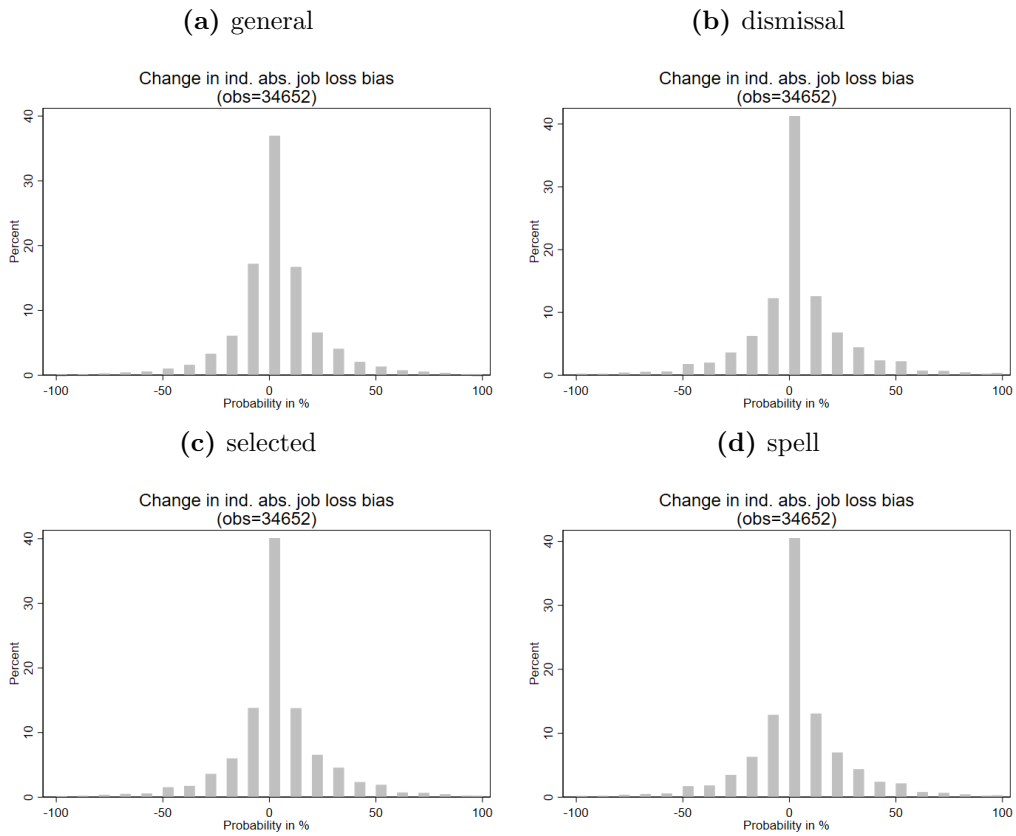 (a) general
(b) dismissal
Change in ind. abs. job loss bias
(obs=34652)
Percent
40
30
20
10
0
-100
-50
0
50
100
Probability in %
Change in ind. abs. job loss bias
(obs=34652)
Percent
40
30
20
10
0
-100
-50
0
50
100
Probability in %
(c) selected
(d) spell
Change in ind. abs. job loss bias
(obs=34652)
Percent
40
30
20
10
0
-100
-50
0
50
100
Probability in %
Change in ind. abs. job loss bias
(obs=34652)
Percent
40
30
20
10
0
-100
-50
0
50
100
Probability in %